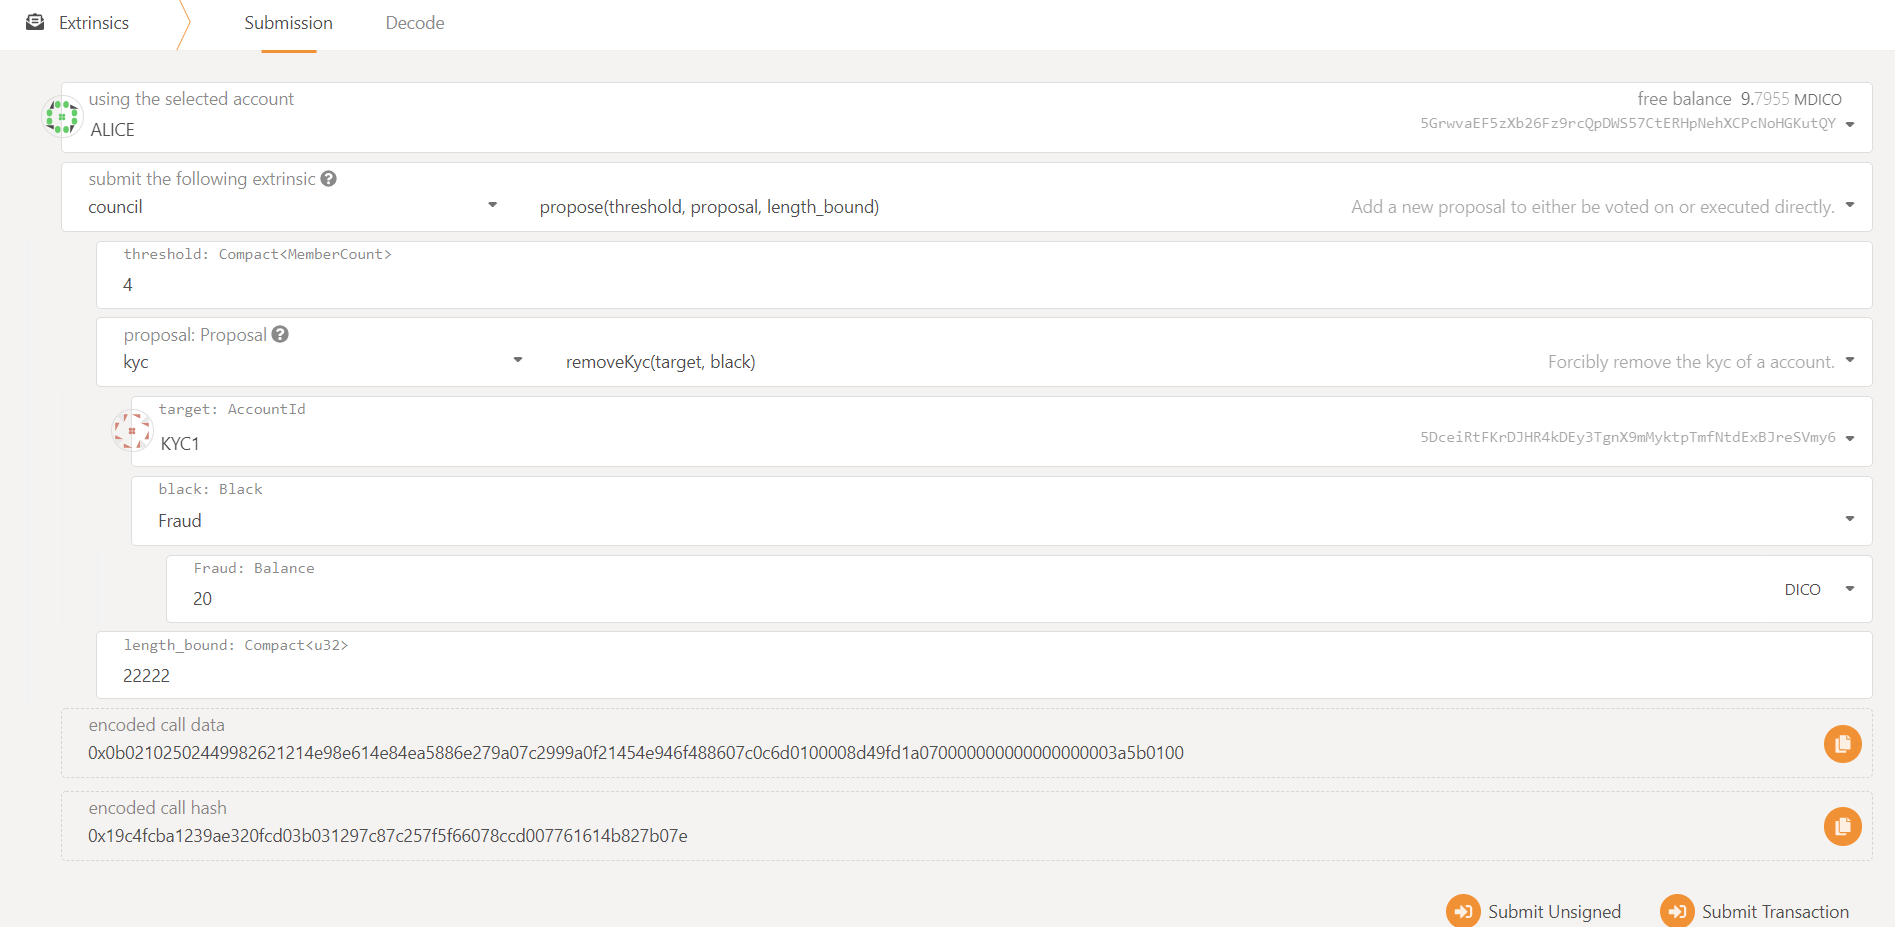 Extrinsics Submission Decode
using the selected account free balance 9.7955 MDICO
ALICE 5GrwvaEF5zXb26Fz9rcQpDWS57CtERHpNehXCPcNoHGKutQY
submit the following extrinsic
council propose(threshold, proposal, length_bound) Add a new proposal to either be voted on or executed directly.
threshold: Compact<MemberCount>
4
proposal: Proposal
kyc removeKyc(target, black) Forcibly remove the kyc of a account.
target: AccountId
KYC1 5DceiRtFKrDJHR4kDEy3TgnX9mMyktpTmfNtdExBJreSVmy6
black: Black
Fraud
Fraud: Balance
20 DICO
length_bound: Compact<u32>
22222
encoded call data
0x0b02102502449982621214e98e614e84ea5886e279a07c2999a0f21454e946f488607c0c6d0100008d49fd1a070000000000000000003a5b0100
encoded call hash
0x19c4fcba1239ae320fcd03b031297c87c257f5f66078ccd007761614b827b07e
Submit Unsigned Submit Transaction